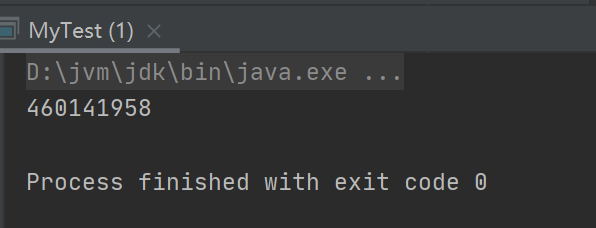 MyTest (1)
D:\jvm\jdk\bin\java.exe ...
460141958
Process finished with exit code 0